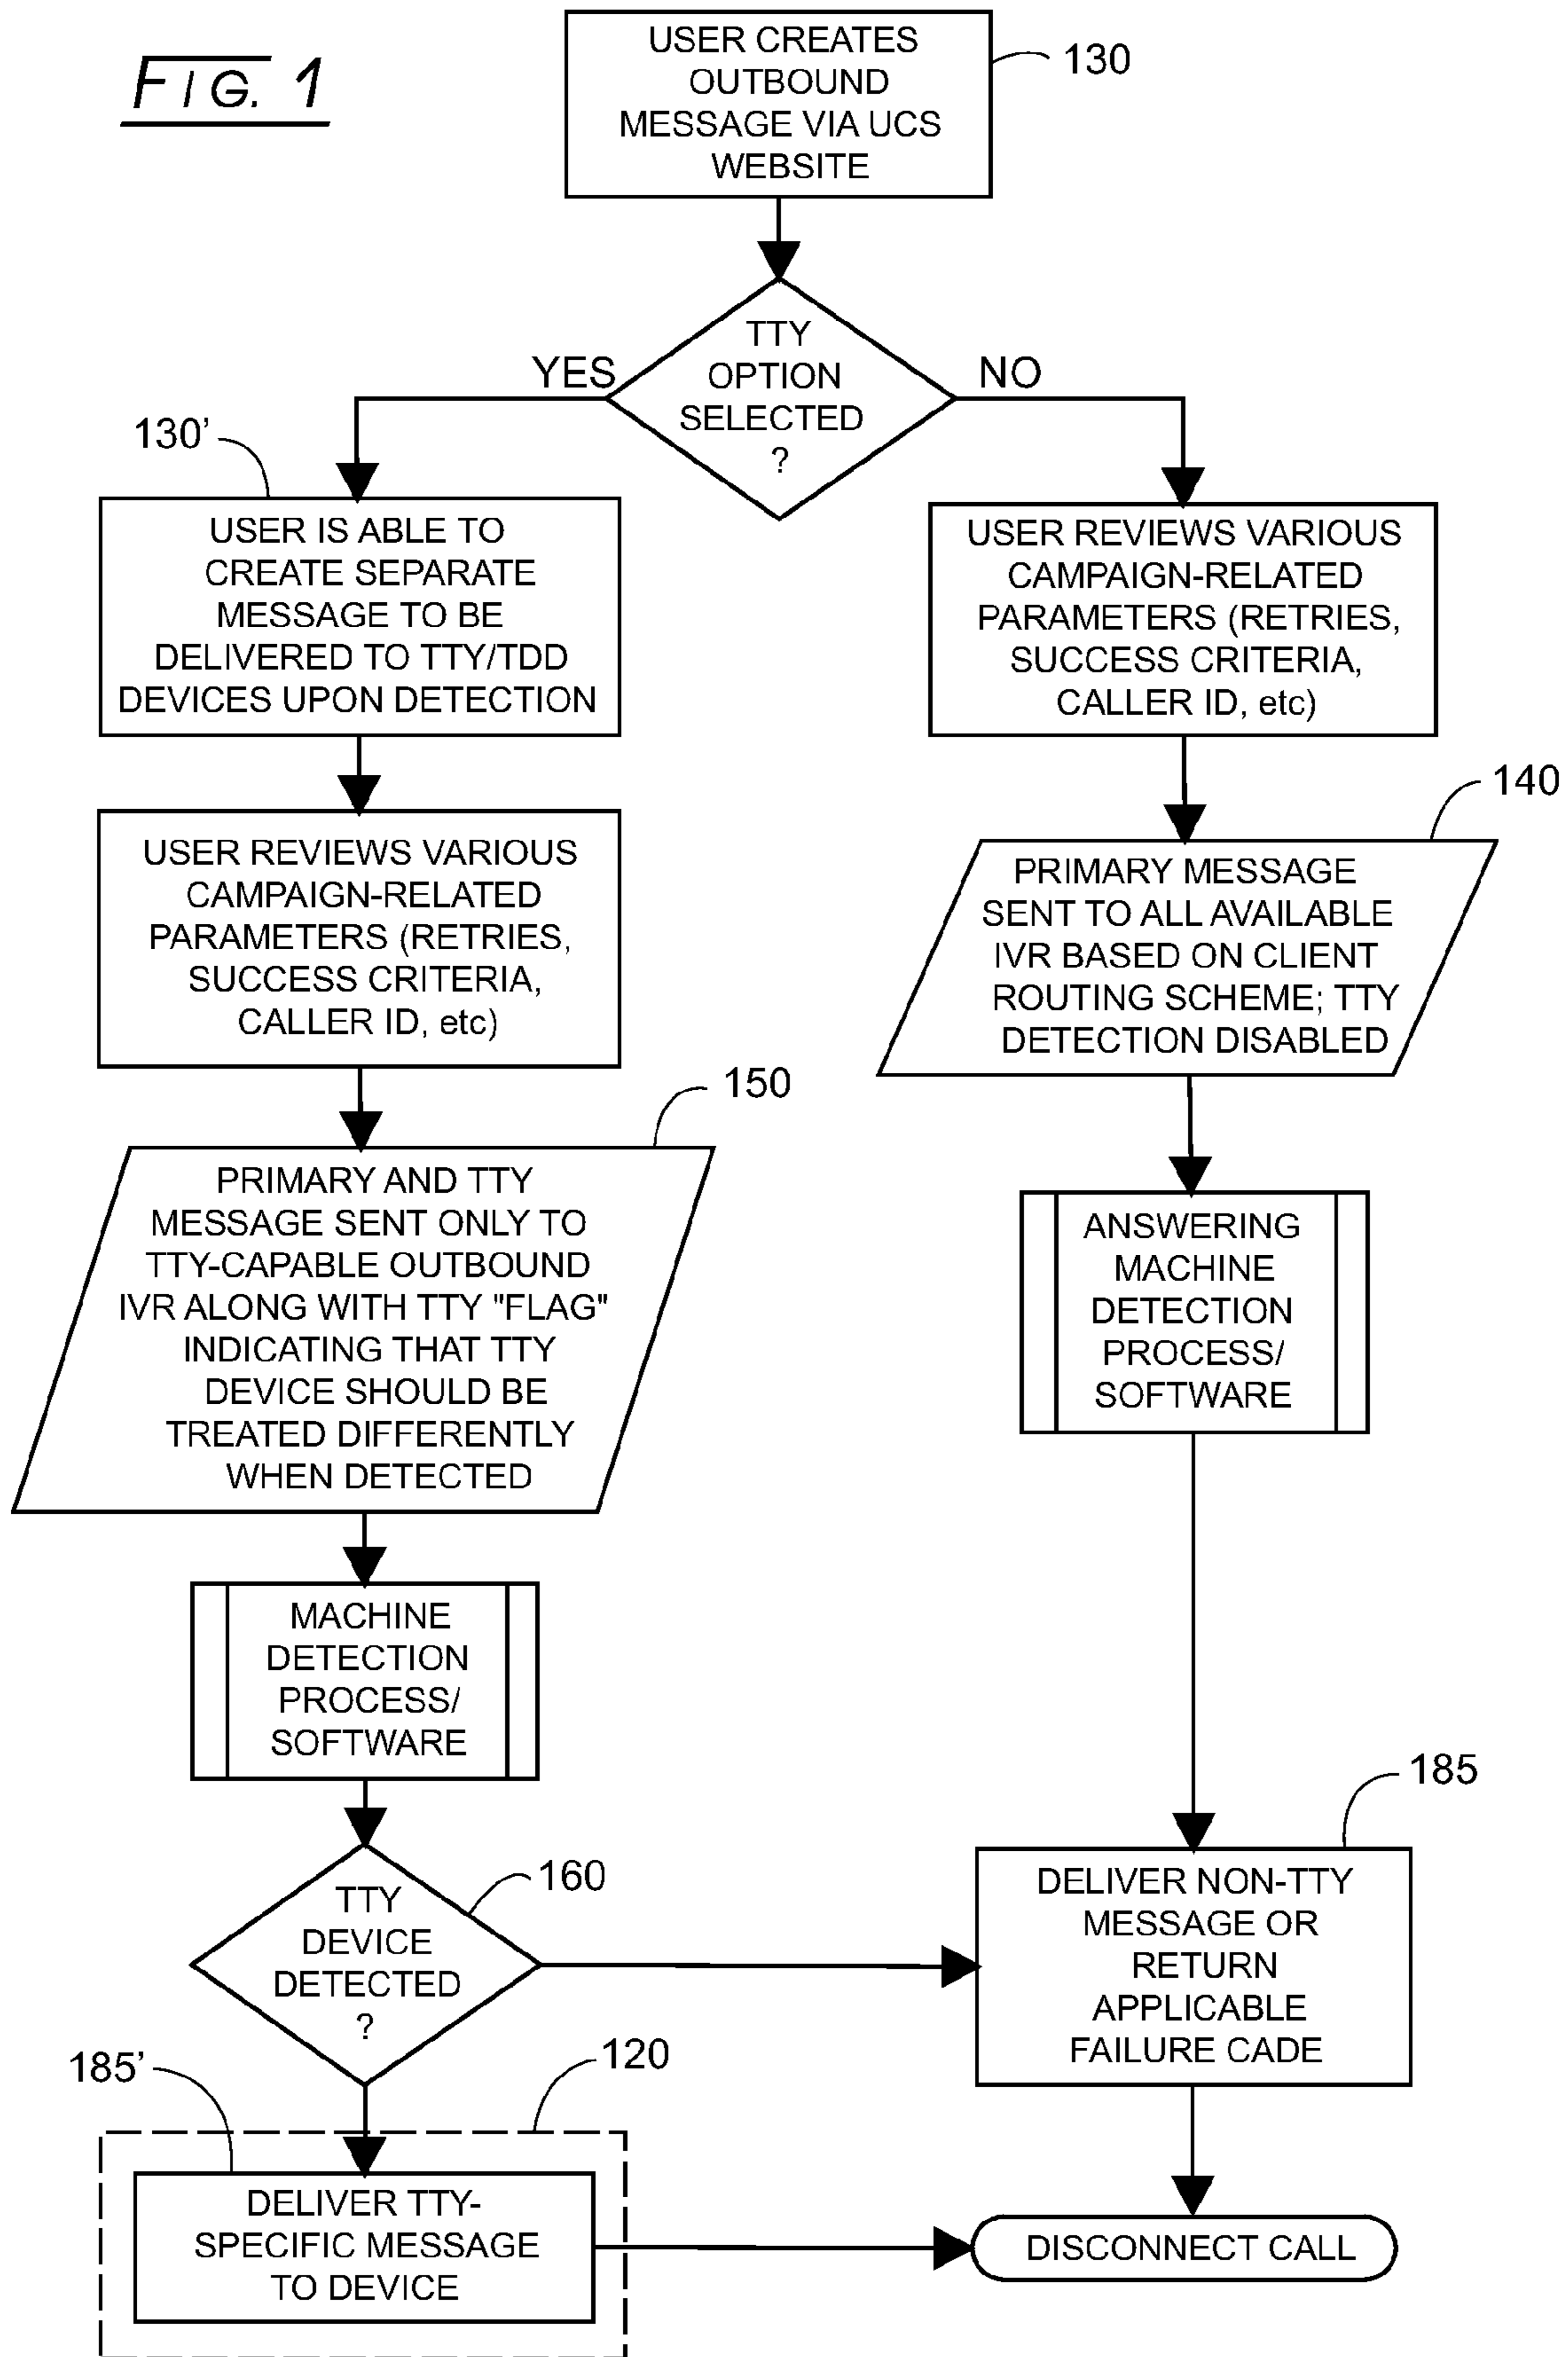 FIG. 1
USER CREATES
OUTBOUND
MESSAGE VIA UCS
WEBSITE
130
TTY
OPTION
SELECTED
?
YES
NO
130’
USER IS ABLE TO
CREATE SEPARATE
MESSAGE TO BE
DELIVERED TO TTY/TDD
DEVICES UPON DETECTION
USER REVIEWS VARIOUS
CAMPAIGN-RELATED
PARAMETERS (RETRIES,
SUCCESS CRITERIA,
CALLER ID, etc)
140
USER REVIEWS VARIOUS
CAMPAIGN-RELATED
PARAMETERS (RETRIES,
SUCCESS CRITERIA,
CALLER ID, etc)
PRIMARY MESSAGE
SENT TO ALL AVAILABLE
IVR BASED ON CLIENT
ROUTING SCHEME; TTY
DETECTION DISABLED
150
PRIMARY AND TTY
MESSAGE SENT ONLY TO
TTY-CAPABLE OUTBOUND
IVR ALONG WITH TTY "FLAG"
INDICATING THAT TTY
DEVICE SHOULD BE
TREATED DIFFERENTLY
WHEN DETECTED
ANSWERING
MACHINE
DETECTION
PROCESS/
SOFTWARE
MACHINE
DETECTION
PROCESS/
SOFTWARE
185
160
TTY
DEVICE
DETECTED
?
DELIVER NON-TTY
MESSAGE OR
RETURN
APPLICABLE
FAILURE CADE
185’
120
DELIVER TTY-
SPECIFIC MESSAGE
TO DEVICE
DISCONNECT CALL